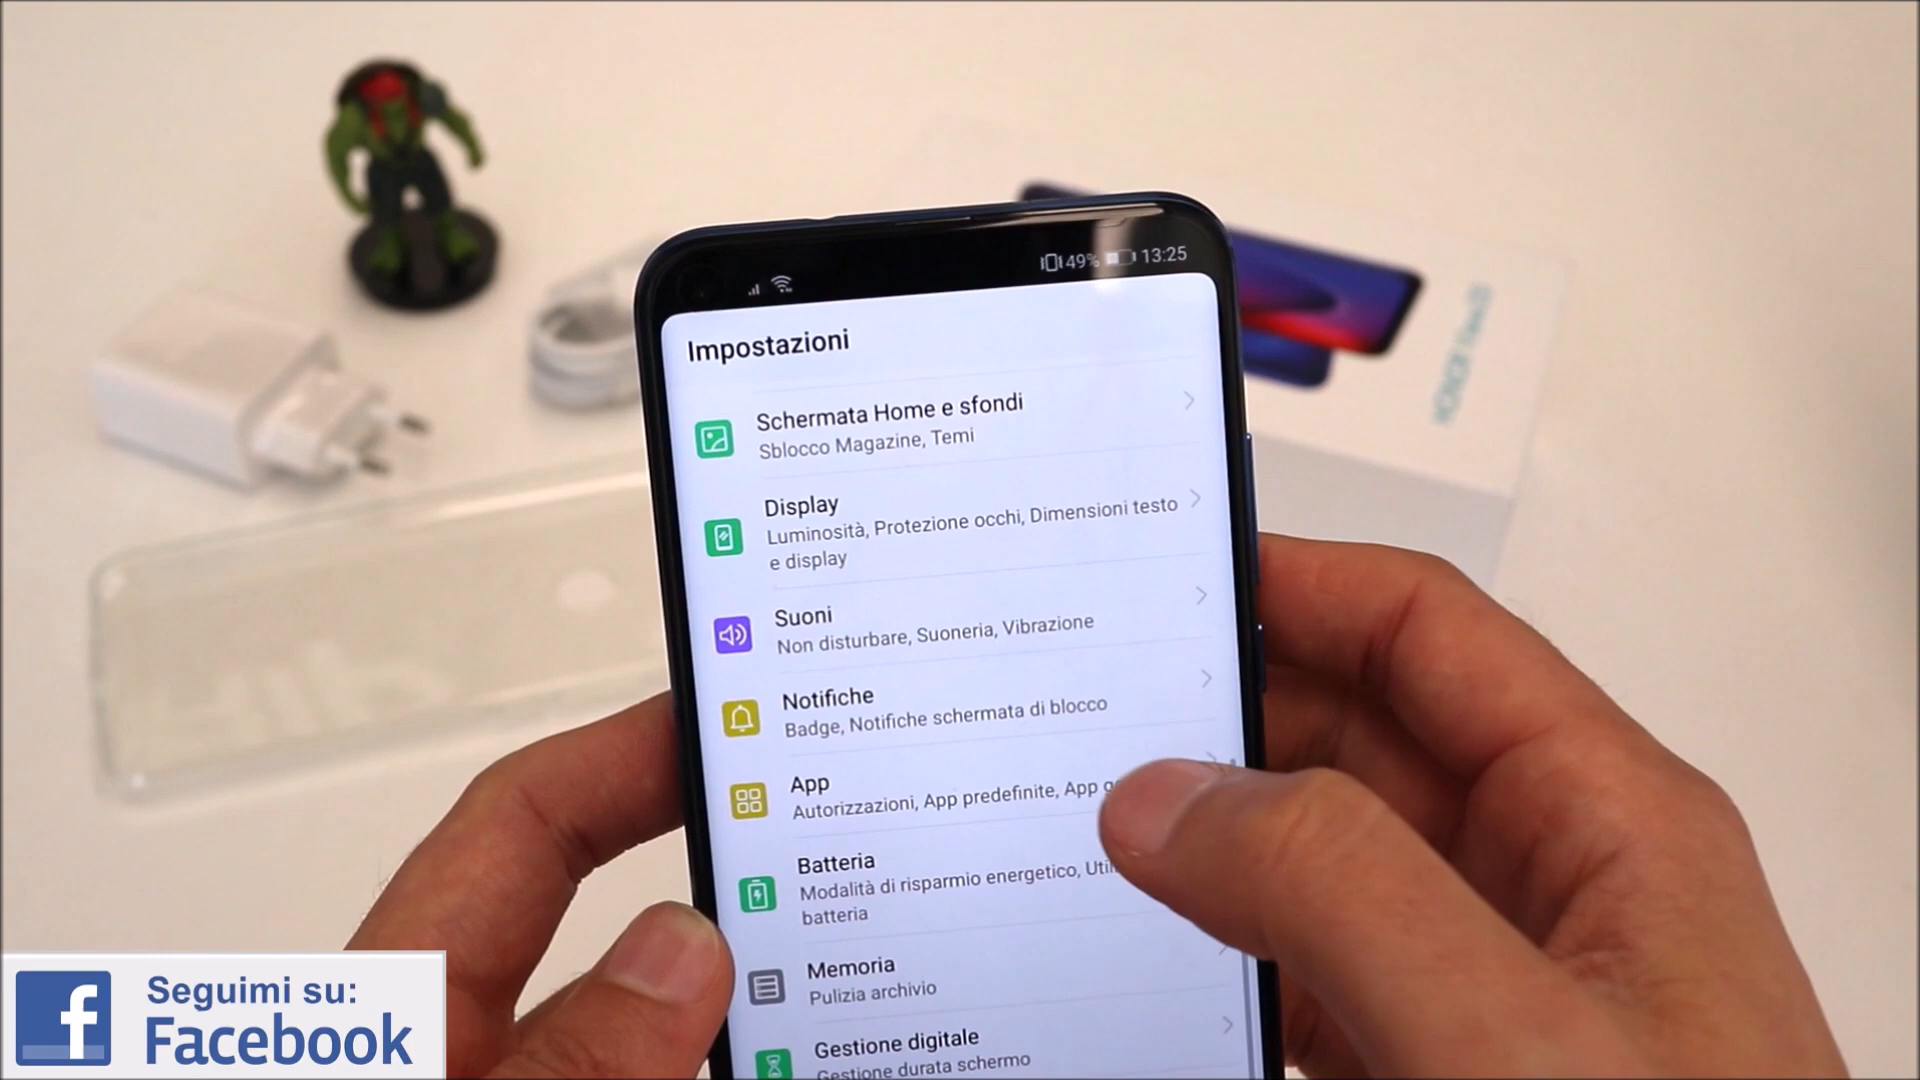 49% 13:25
Impostazioni
Schermata Home e sfondi
Sblocco Magazine, Temi
Display
Luminosità, Protezione occhi, Dimensioni testo
e display
Suoni
Non disturbare, Suoneria, Vibrazione
Notifiche
Badge, Notifiche schermata di blocco
App
Autorizzazioni, App predefinite, App
Batteria
Modalità di risparmio energetico,
batteria
Memoria
Pulizia archivio
Gestione digitale
Gestione durata schermo
HONOR
Seguimi su:
Facebook